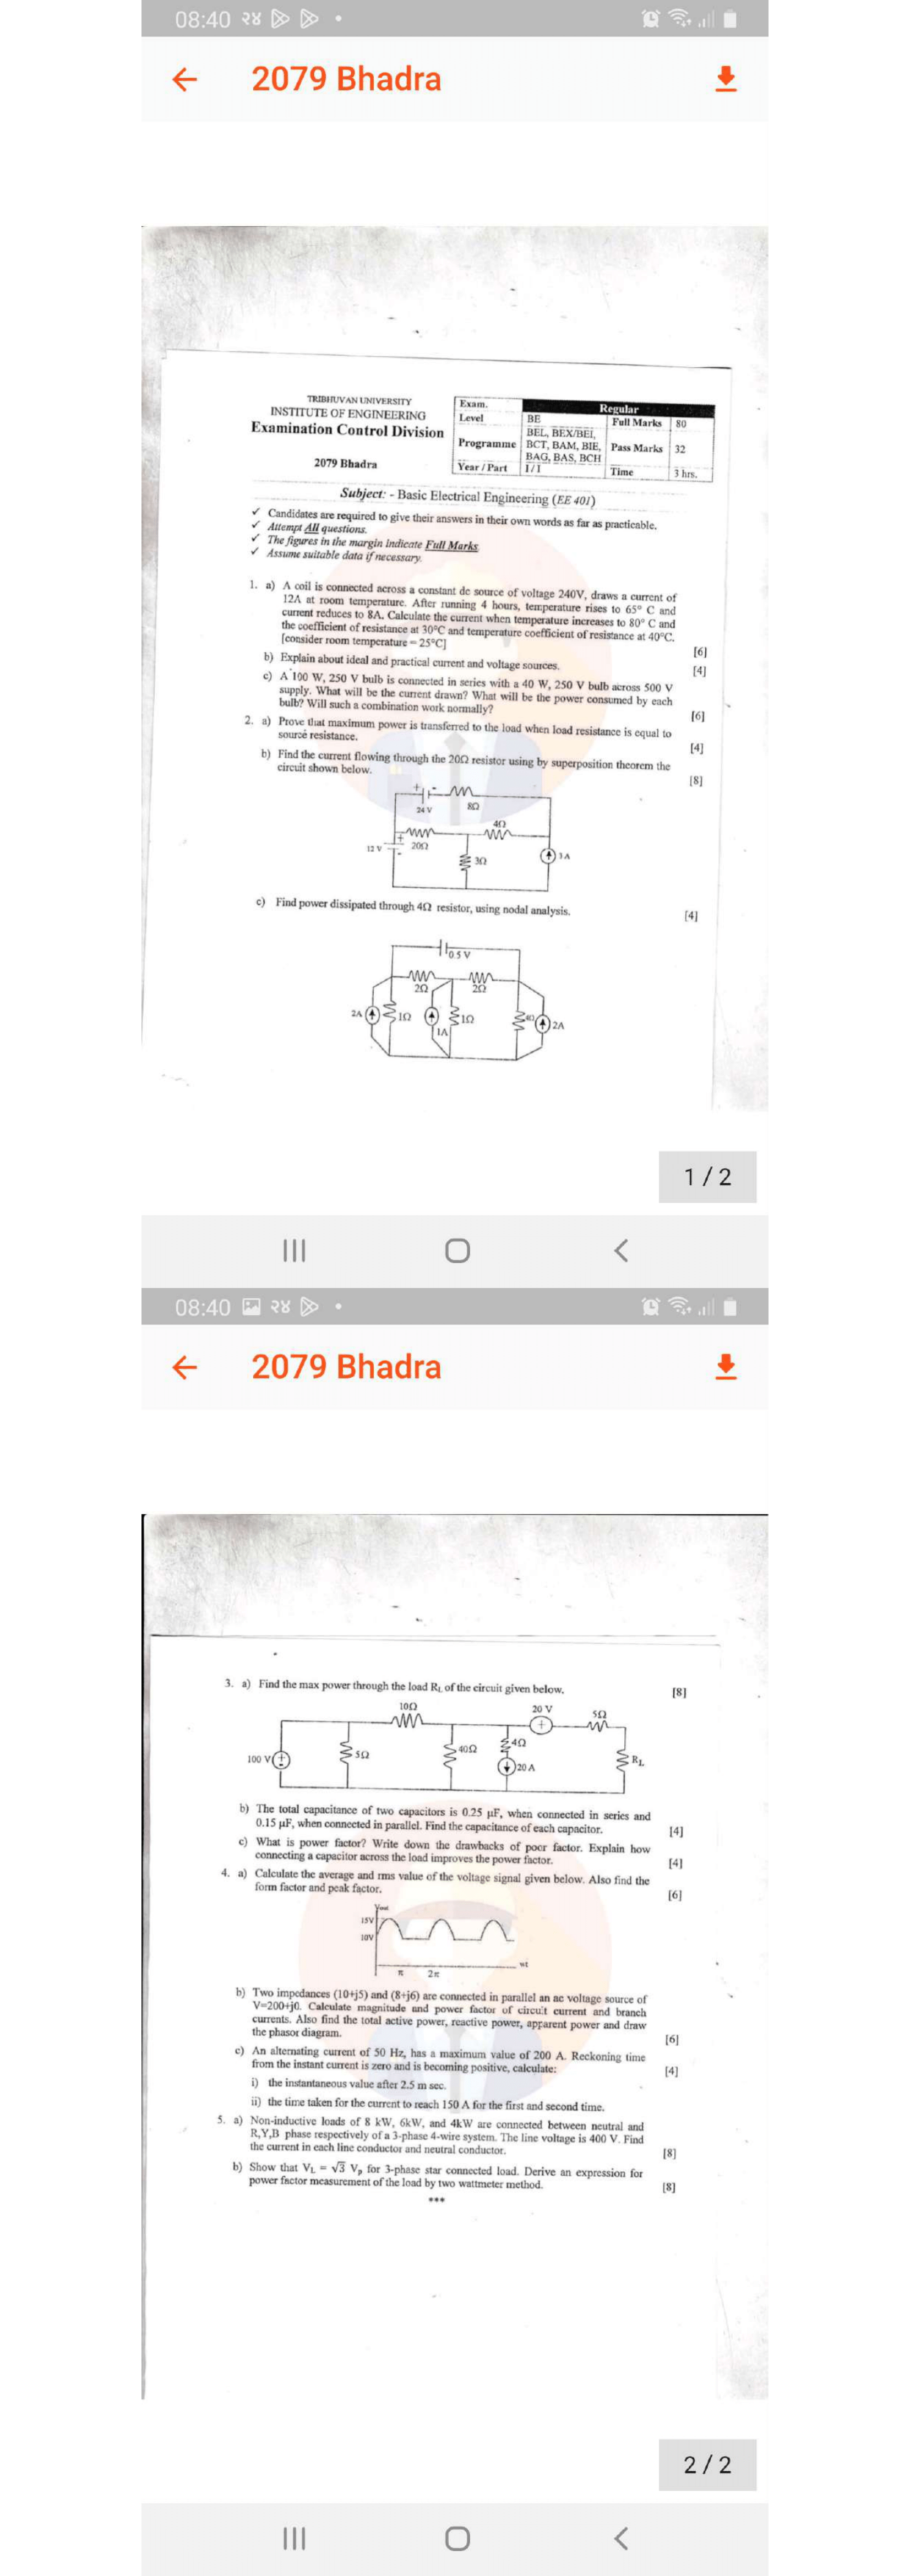 08:40 २४
2079 Bhadra
TRIBHUVAN UNIVERSITY
INSTITUTE OF ENGINEERING
Examination Control Division
2079 Bhadra
Exam. Regular
Level BE Full Marks 80
Programme BEL, BEX/BEI, BCT, BAM, BIE, BAG, BAS, BCH Pass Marks 32
Year / Part I/I Time 3 hrs.
Subject: - Basic Electrical Engineering (EE 401)
✓ Candidates are required to give their answers in their own words as far as practicable.
✓ Attempt All questions.
✓ The figures in the margin indicate Full Marks
✓ Assume suitable data if necessary.
1. a) A coil is connected across a constant dc source of voltage 240V, draws a current of
12A at room temperature. After running 4 hours, temperature rises to 65° C and
current reduces to 8A. Calculate the current when temperature increases to 80° C and
the coefficient of resistance at 30°C and temperature coefficient of resistance at 40°C.
[consider room temperature = 25°C] [6]
b) Explain about ideal and practical current and voltage sources. [4]
c) A 100 W, 250 V bulb is connected in series with a 40 W, 250 V bulb across 500 V
supply. What will be the current drawn? What will be the power consumed by each
bulb? Will such a combination work normally? [6]
2. a) Prove that maximum power is transferred to the load when load resistance is equal to
source resistance. [4]
b) Find the current flowing through the 20Ω resistor using by superposition theorem the
circuit shown below. [8]
+ -
24 V 8Ω
4Ω
+
12 V 20Ω
-
3Ω 3A
c) Find power dissipated through 4Ω resistor, using nodal analysis. [4]
0.5 V
2Ω 2Ω
2A 1Ω 1Ω 4Ω 2A
1A
1 / 2
08:40 २४
2079 Bhadra
3. a) Find the max power through the load RL of the circuit given below. [8]
10Ω 20 V 5Ω
+
100 V + 5Ω 40Ω 4Ω RL
20 A
b) The total capacitance of two capacitors is 0.25 μF, when connected in series and
0.15 μF, when connected in parallel. Find the capacitance of each capacitor. [4]
c) What is power factor? Write down the drawbacks of poor factor. Explain how
connecting a capacitor across the load improves the power factor. [4]
4. a) Calculate the average and rms value of the voltage signal given below. Also find the
form factor and peak factor. [6]
Vout
15V
10V
π 2π wt
b) Two impedances (10+j5) and (8+j6) are connected in parallel an ac voltage source of
V=200+j0. Calculate magnitude and power factor of circuit current and branch
currents. Also find the total active power, reactive power, apparent power and draw
the phasor diagram. [6]
c) An alternating current of 50 Hz, has a maximum value of 200 A. Reckoning time
from the instant current is zero and is becoming positive, calculate: [4]
i) the instantaneous value after 2.5 m sec.
ii) the time taken for the current to reach 150 A for the first and second time.
5. a) Non-inductive loads of 8 kW, 6kW, and 4kW are connected between neutral and
R,Y,B phase respectively of a 3-phase 4-wire system. The line voltage is 400 V. Find
the current in each line conductor and neutral conductor. [8]
b) Show that VL = √3 Vp for 3-phase star connected load. Derive an expression for
power factor measurement of the load by two wattmeter method. [8]
***
2 / 2